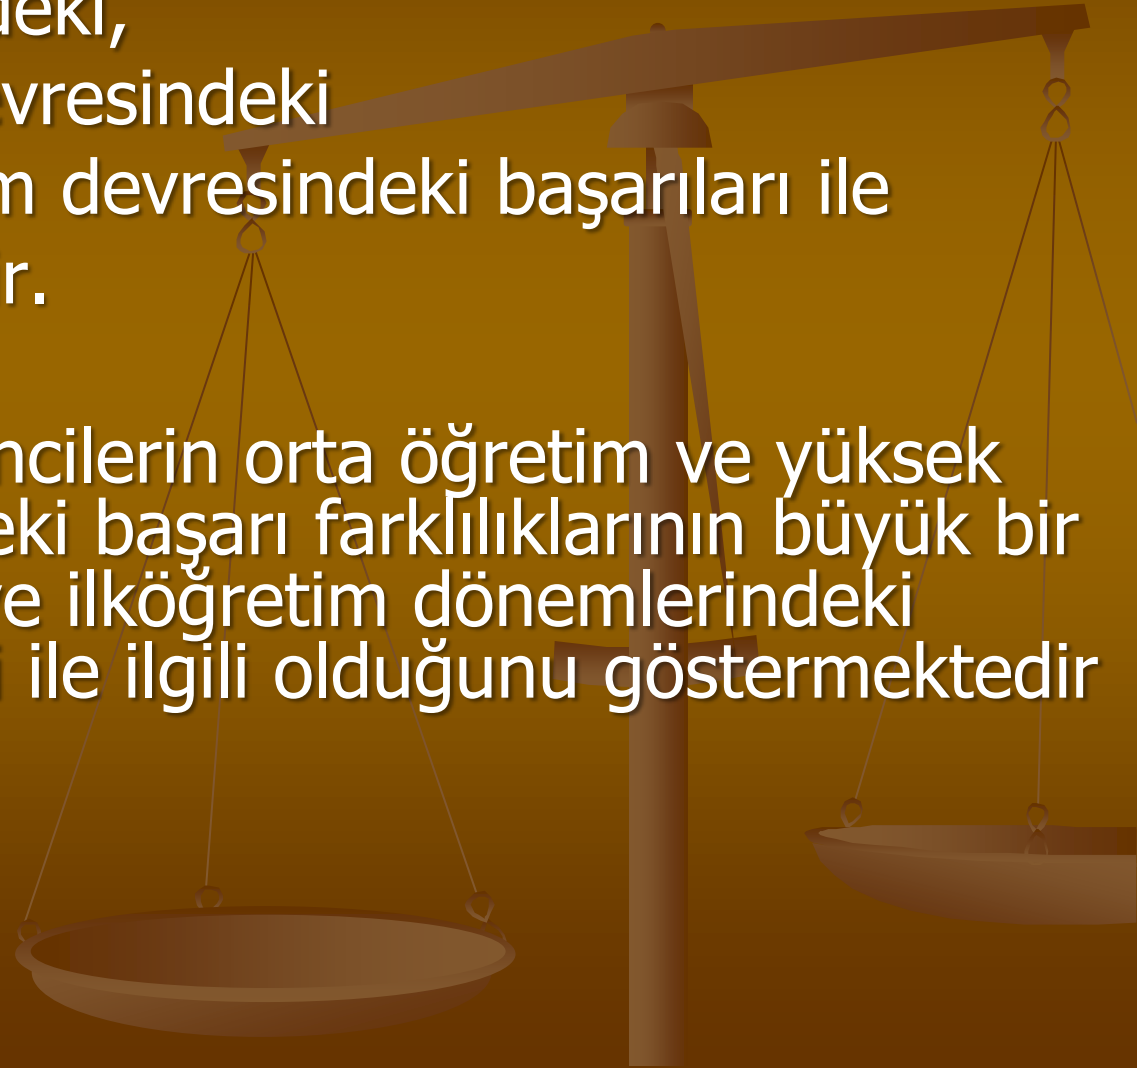 deki,
vresindeki
m devresindeki başarıları ile
ir.
ncilerin orta öğretim ve yüksek
eki başarı farklılıklarının büyük bir
ve ilköğretim dönemlerindeki
i ile ilgili olduğunu göstermektedir